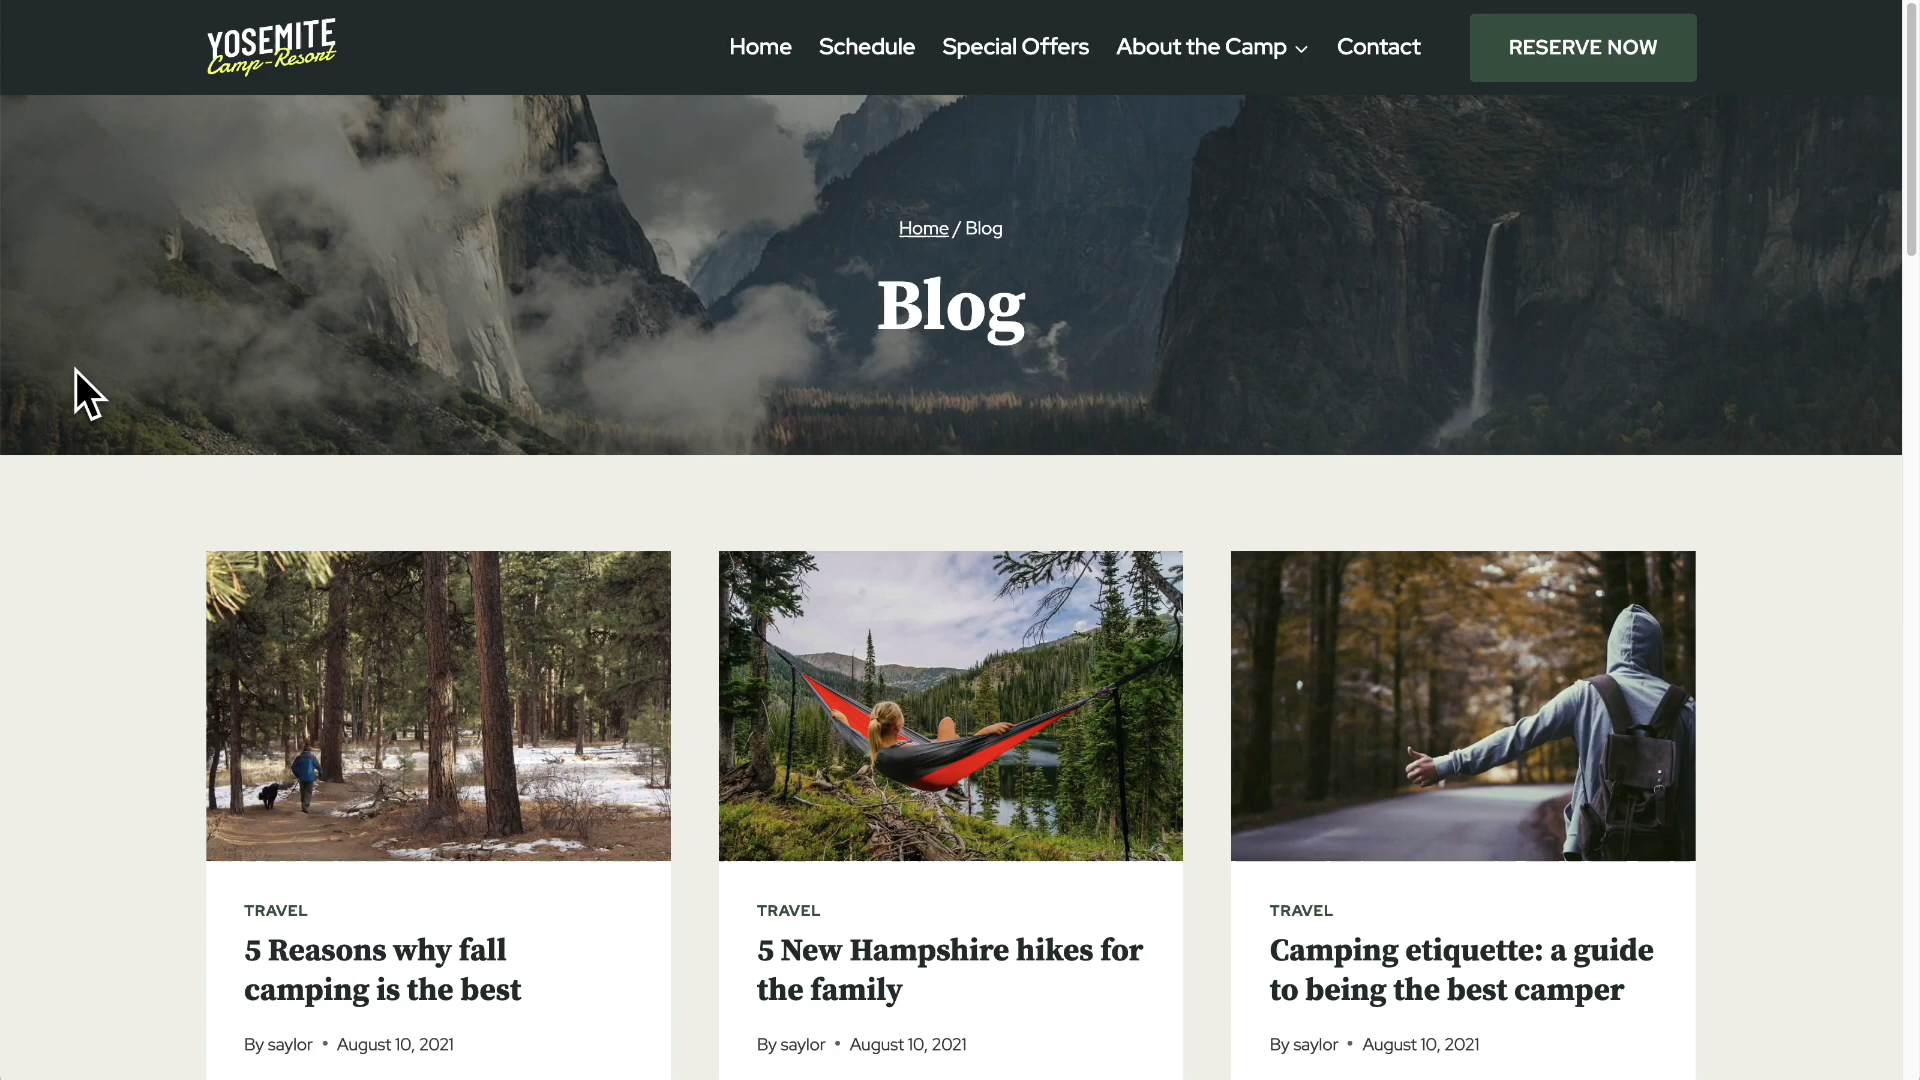 YOSEMITE
Camp-Resort
Home
Schedule
Special Offers
About the Camp
Contact
RESERVE NOW
Home / Blog
Blog
TRAVEL
5 Reasons why fall
camping is the best
By saylor • August 10, 2021
TRAVEL
5 New Hampshire hikes for
the family
By saylor • August 10, 2021
TRAVEL
Camping etiquette: a guide
to being the best camper
By saylor • August 10, 2021